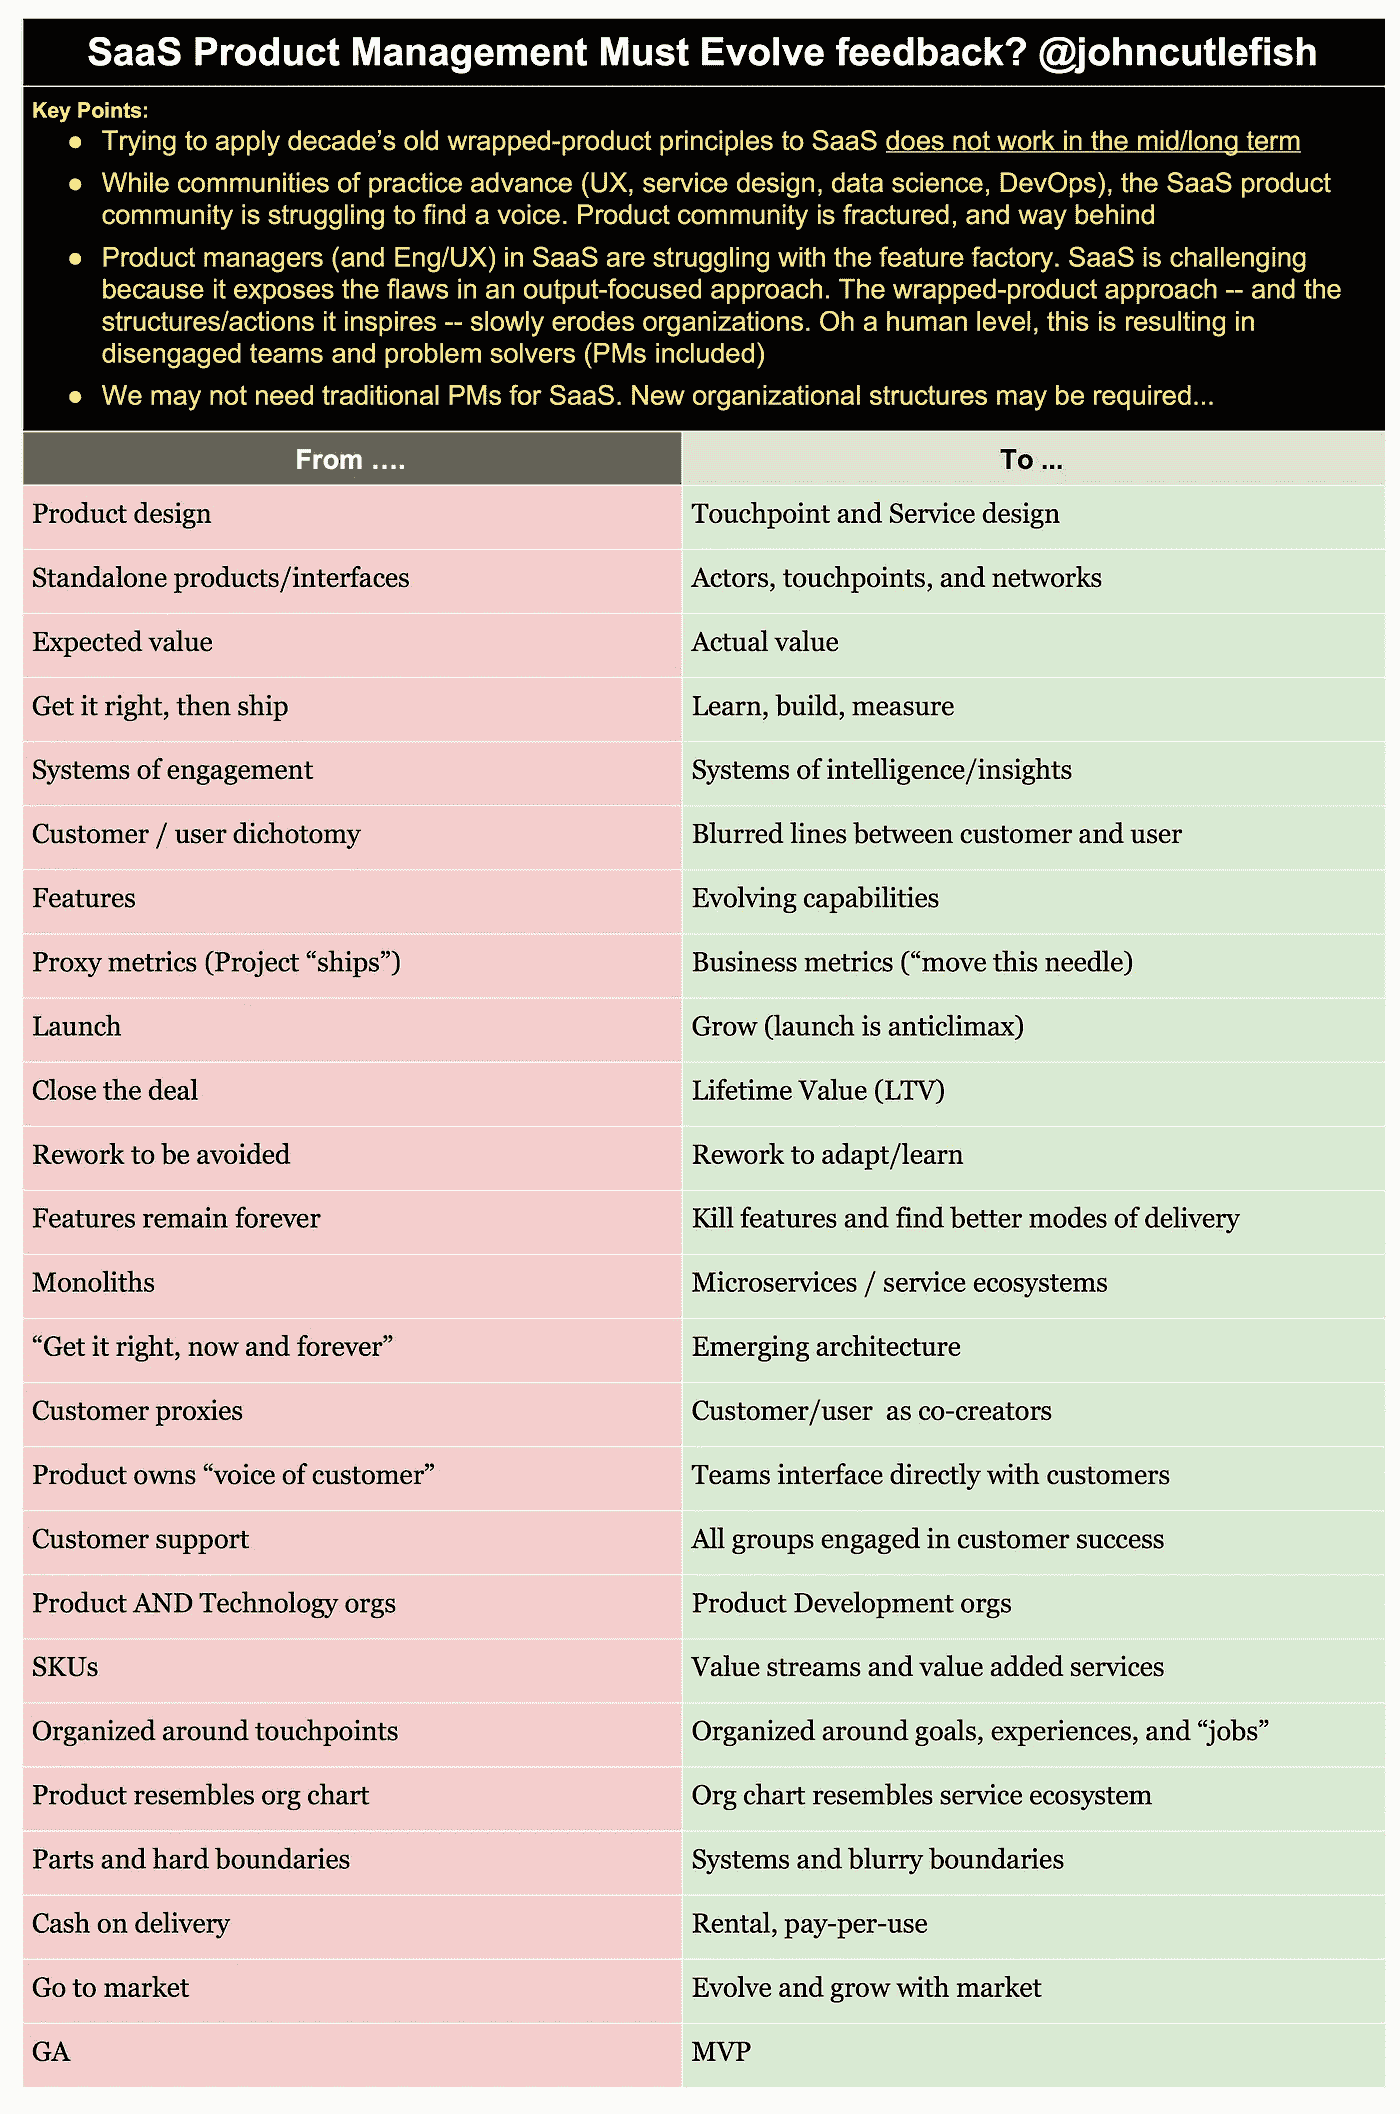 SaaS Product Management Must Evolve feedback? @johncutlefish
Key Points:
● Trying to apply decade’s old wrapped-product principles to SaaS does not work in the mid/long term
● While communities of practice advance (UX, service design, data science, DevOps), the SaaS product
community is struggling to find a voice. Product community is fractured, and way behind
● Product managers (and Eng/UX) in SaaS are struggling with the feature factory. SaaS is challenging
because it exposes the flaws in an output-focused approach. The wrapped-product approach -- and the
structures/actions it inspires -- slowly erodes organizations. Oh a human level, this is resulting in
disengaged teams and problem solvers (PMs included)
● We may not need traditional PMs for SaaS. New organizational structures may be required...
From .... To ...
Product design Touchpoint and Service design
Standalone products/interfaces Actors, touchpoints, and networks
Expected value Actual value
Get it right, then ship Learn, build, measure
Systems of engagement Systems of intelligence/insights
Customer / user dichotomy Blurred lines between customer and user
Features Evolving capabilities
Proxy metrics (Project “ships”) Business metrics (“move this needle)
Launch Grow (launch is anticlimax)
Close the deal Lifetime Value (LTV)
Rework to be avoided Rework to adapt/learn
Features remain forever Kill features and find better modes of delivery
Monoliths Microservices / service ecosystems
“Get it right, now and forever” Emerging architecture
Customer proxies Customer/user as co-creators
Product owns “voice of customer” Teams interface directly with customers
Customer support All groups engaged in customer success
Product AND Technology orgs Product Development orgs
SKUs Value streams and value added services
Organized around touchpoints Organized around goals, experiences, and “jobs”
Product resembles org chart Org chart resembles service ecosystem
Parts and hard boundaries Systems and blurry boundaries
Cash on delivery Rental, pay-per-use
Go to market Evolve and grow with market
GA MVP